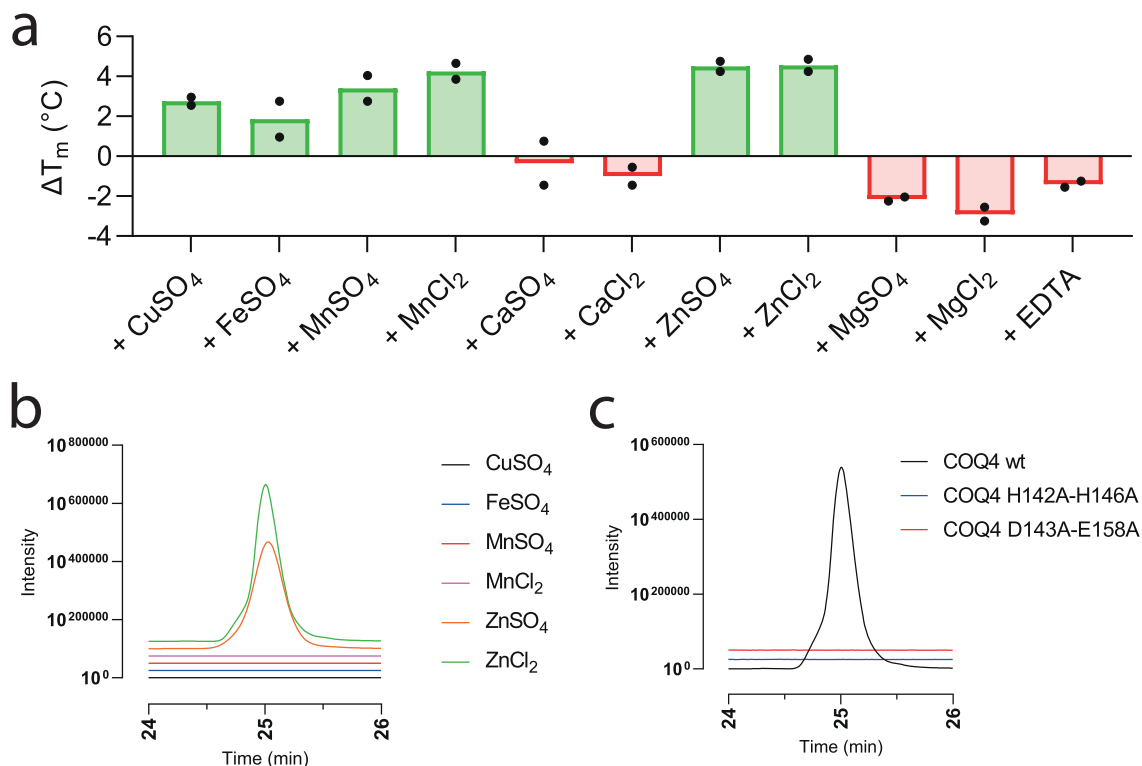 a
6
4
2
0
-2
-4
ΔTₘ (°C)
+ CuSO₄
+ FeSO₄
+ MnSO₄
+ MnCl₂
+ CaSO₄
+ CaCl₂
+ ZnSO₄
+ ZnCl₂
+ MgSO₄
+ MgCl₂
+ EDTA
b
10⁸⁰⁰⁰⁰⁰
10⁶⁰⁰⁰⁰⁰
10⁴⁰⁰⁰⁰⁰
10²⁰⁰⁰⁰⁰
10⁰
Intensity
24
25
26
Time (min)
CuSO₄
FeSO₄
MnSO₄
MnCl₂
ZnSO₄
ZnCl₂
c
10⁶⁰⁰⁰⁰⁰
10⁴⁰⁰⁰⁰⁰
10²⁰⁰⁰⁰⁰
10⁰
Intensity
24
25
26
Time (min)
COQ4 wt
COQ4 H142A-H146A
COQ4 D143A-E158A